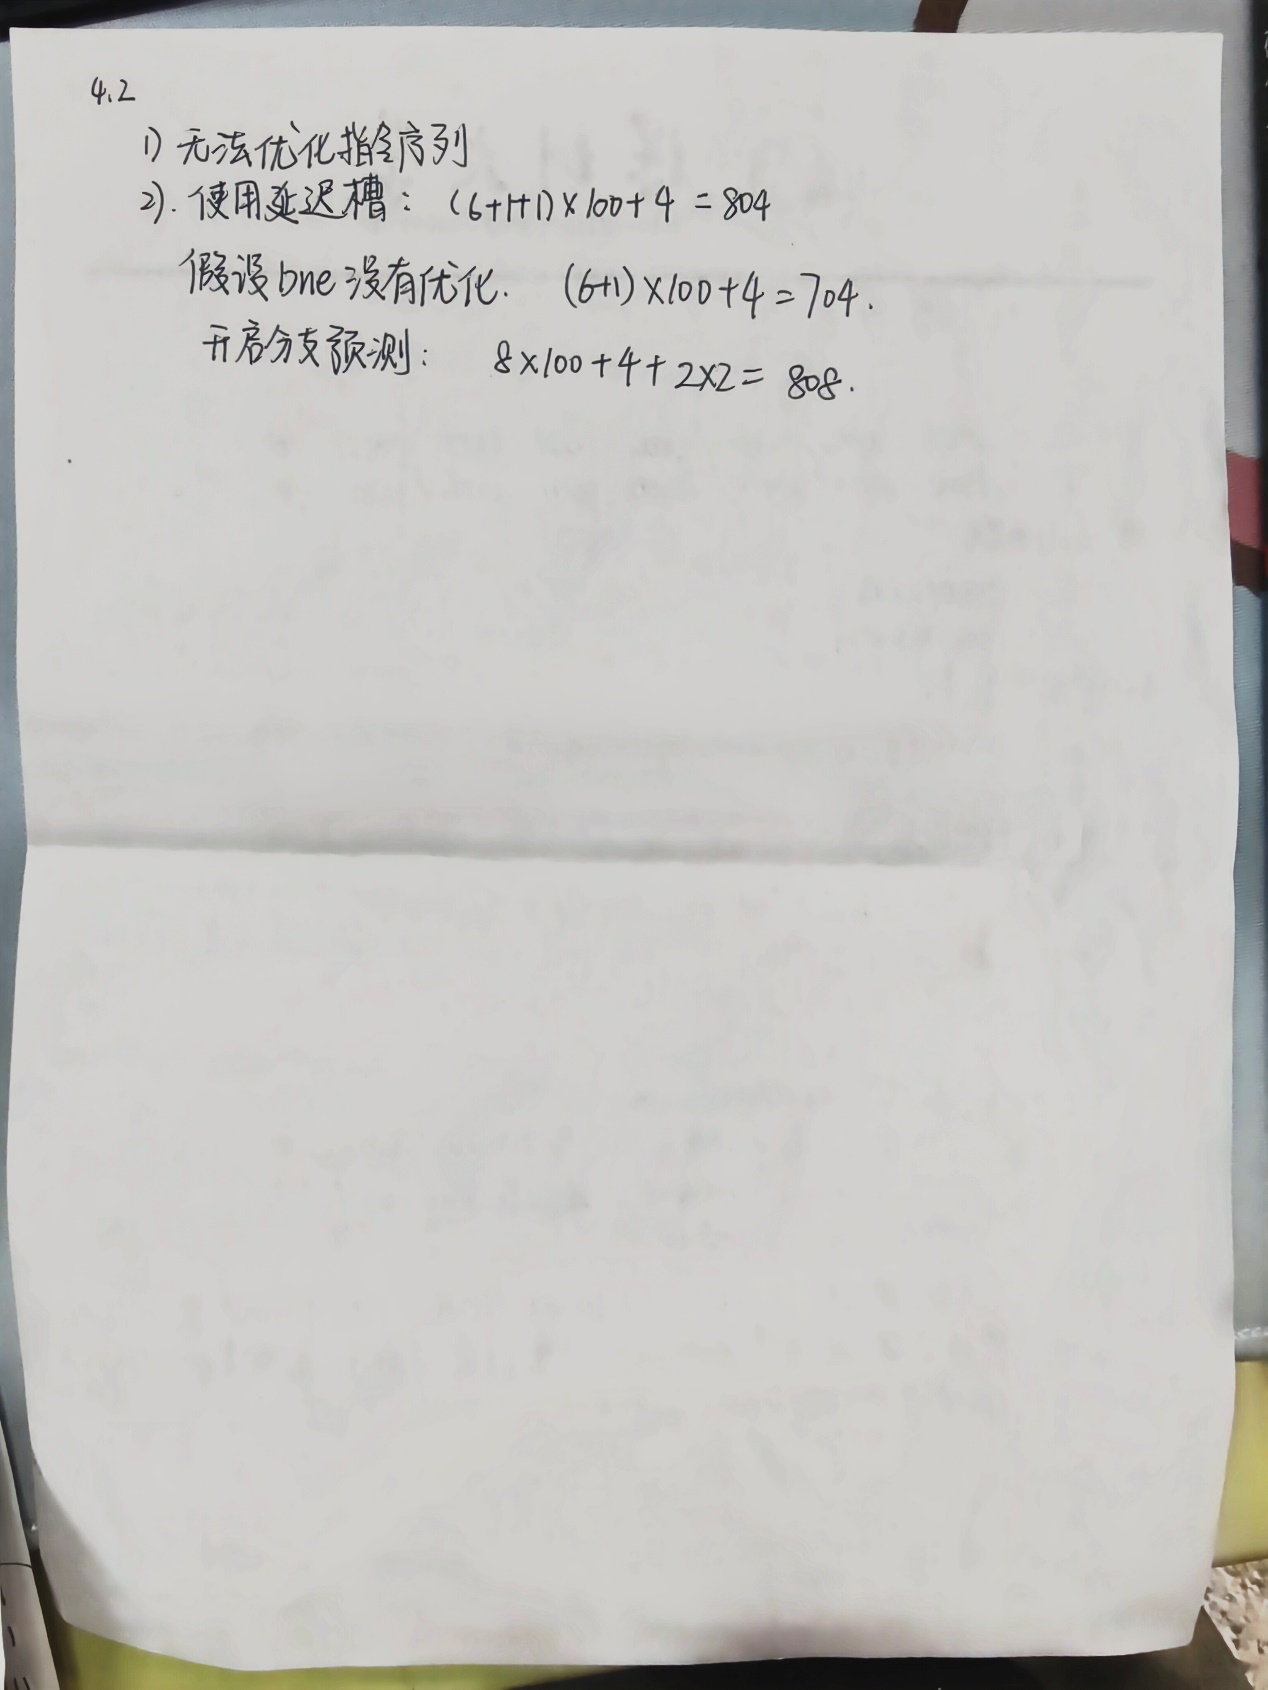 4.2
1) 无法优化指令序列
2). 使用延迟槽: (6+1+1)×100+4 = 804
假设bne没有优化. (6+1)×100+4=704.
开启分支预测: 8×100+4+2×2= 808.